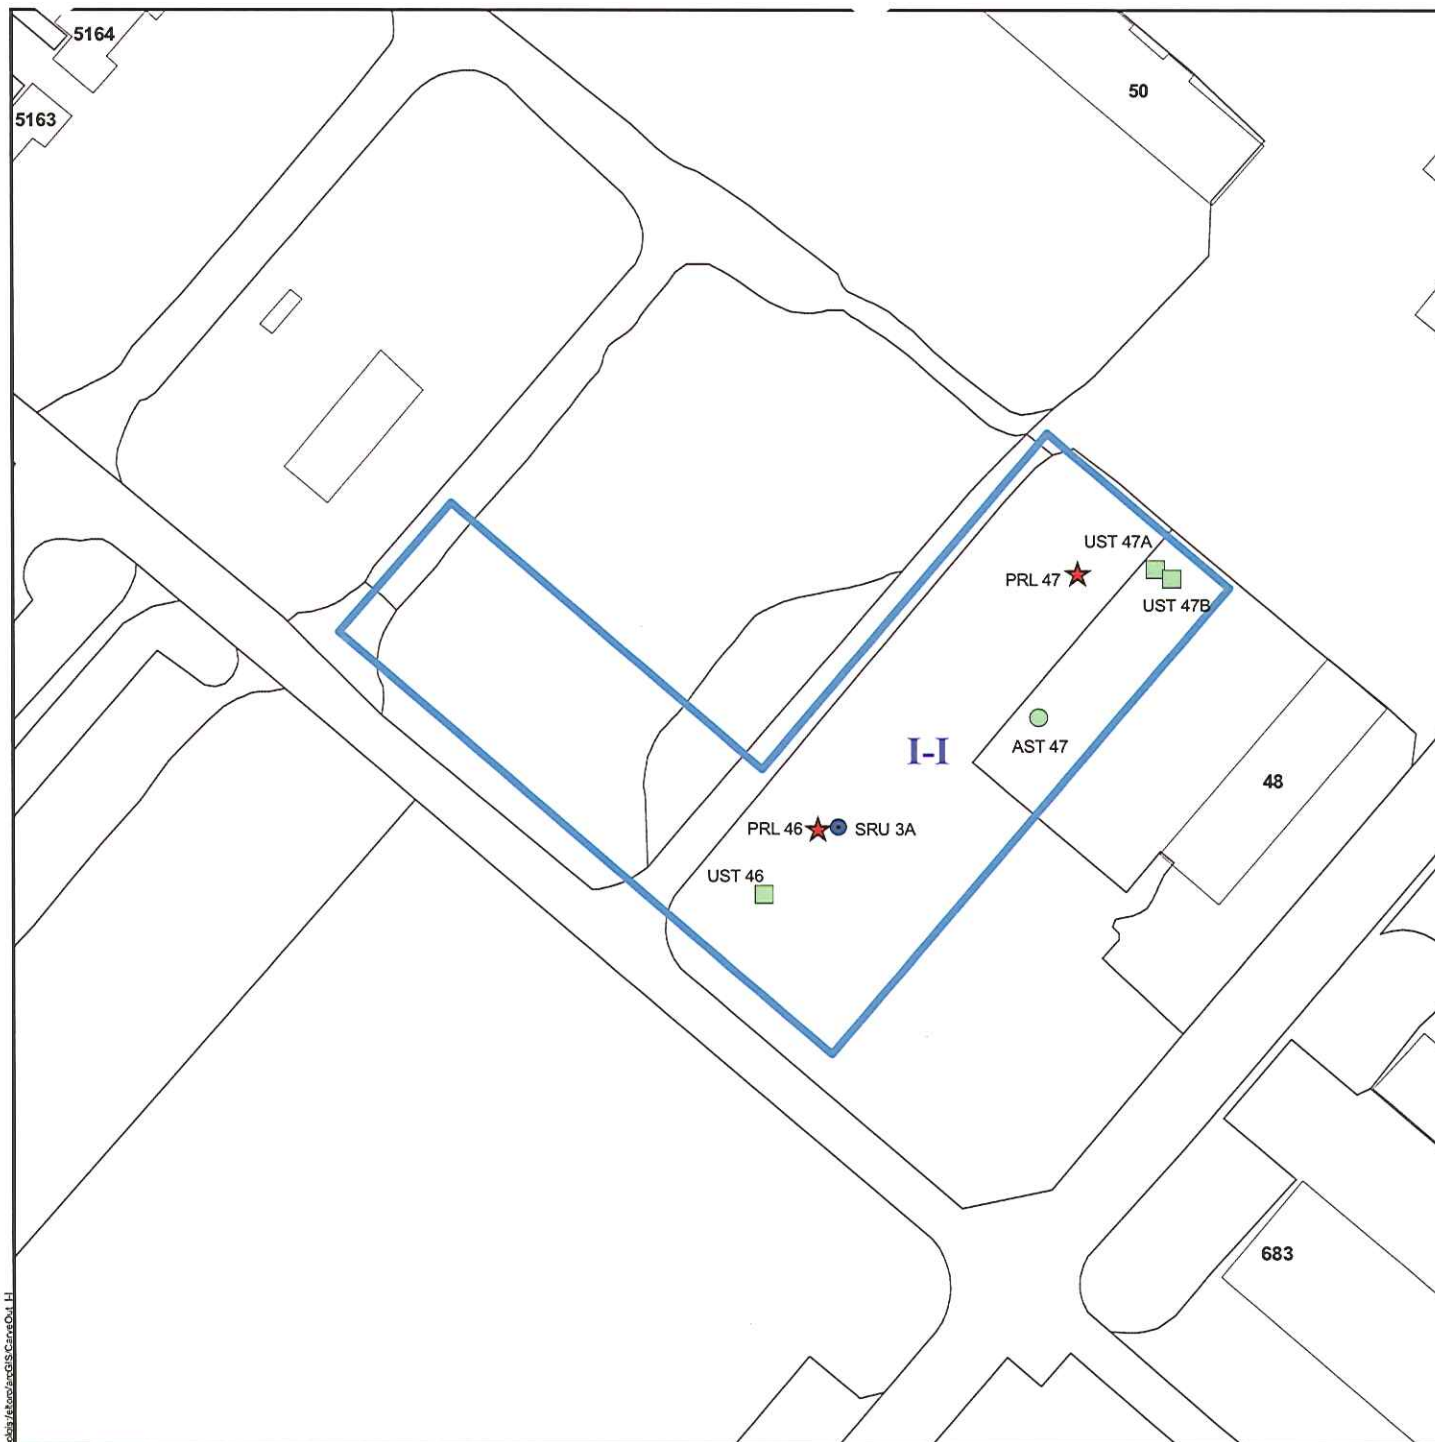 5164
50
5163
UST 47A
PRL 47
UST 47B
AST 47
I-I
48
PRL 46
SRU 3A
UST 46
683